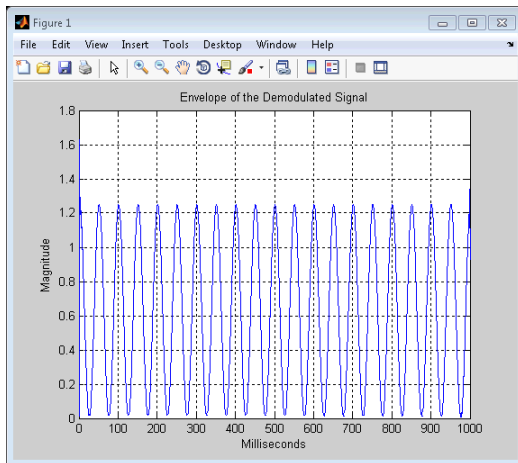 Figure 1
File Edit View Insert Tools Desktop Window Help
Envelope of the Demodulated Signal
1.8
1.6
1.4
1.2
1
0.8
0.6
0.4
0.2
0
Magnitude
0 100 200 300 400 500 600 700 800 900 1000
Milliseconds